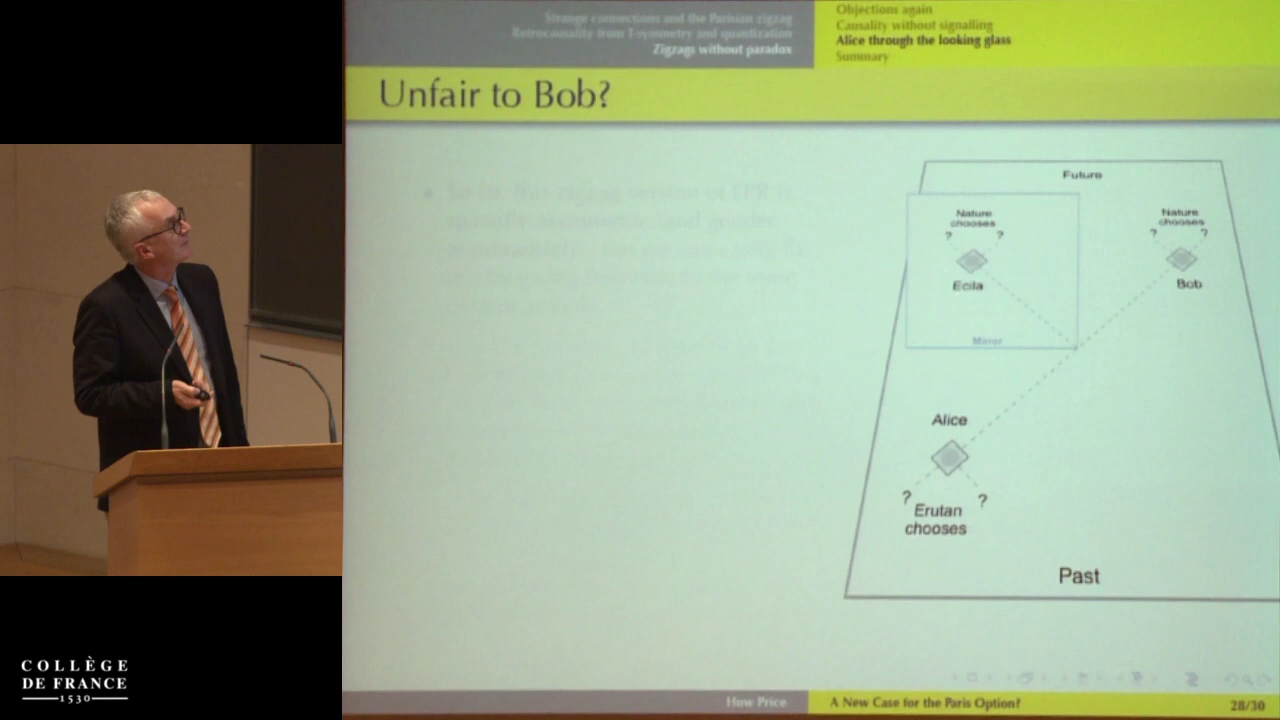 Strange connections and the Parisian zigzag
Retrocausality from T-symmetry and quantization
Zigzags without paradox
Objections again
Causality without signalling
Alice through the looking glass
Summary
Unfair to Bob?
Future
Nature
chooses
? ?
Ecila
Mirror
Nature
chooses
? ?
Bob
Alice
? ?
Erutan
chooses
Past
COLLÈGE
DE FRANCE
1530
Huw Price
A New Case for the Paris Option?
28/30